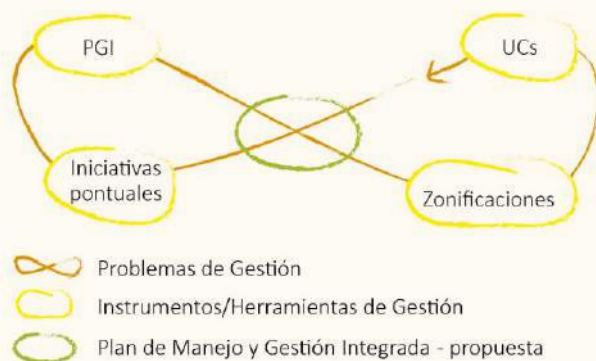 PGI
UCs
Iniciativas
pontuales
Zonificaciones
Problemas de Gestión
Instrumentos/Herramientas de Gestión
Plan de Manejo y Gestión Integrada - propuesta